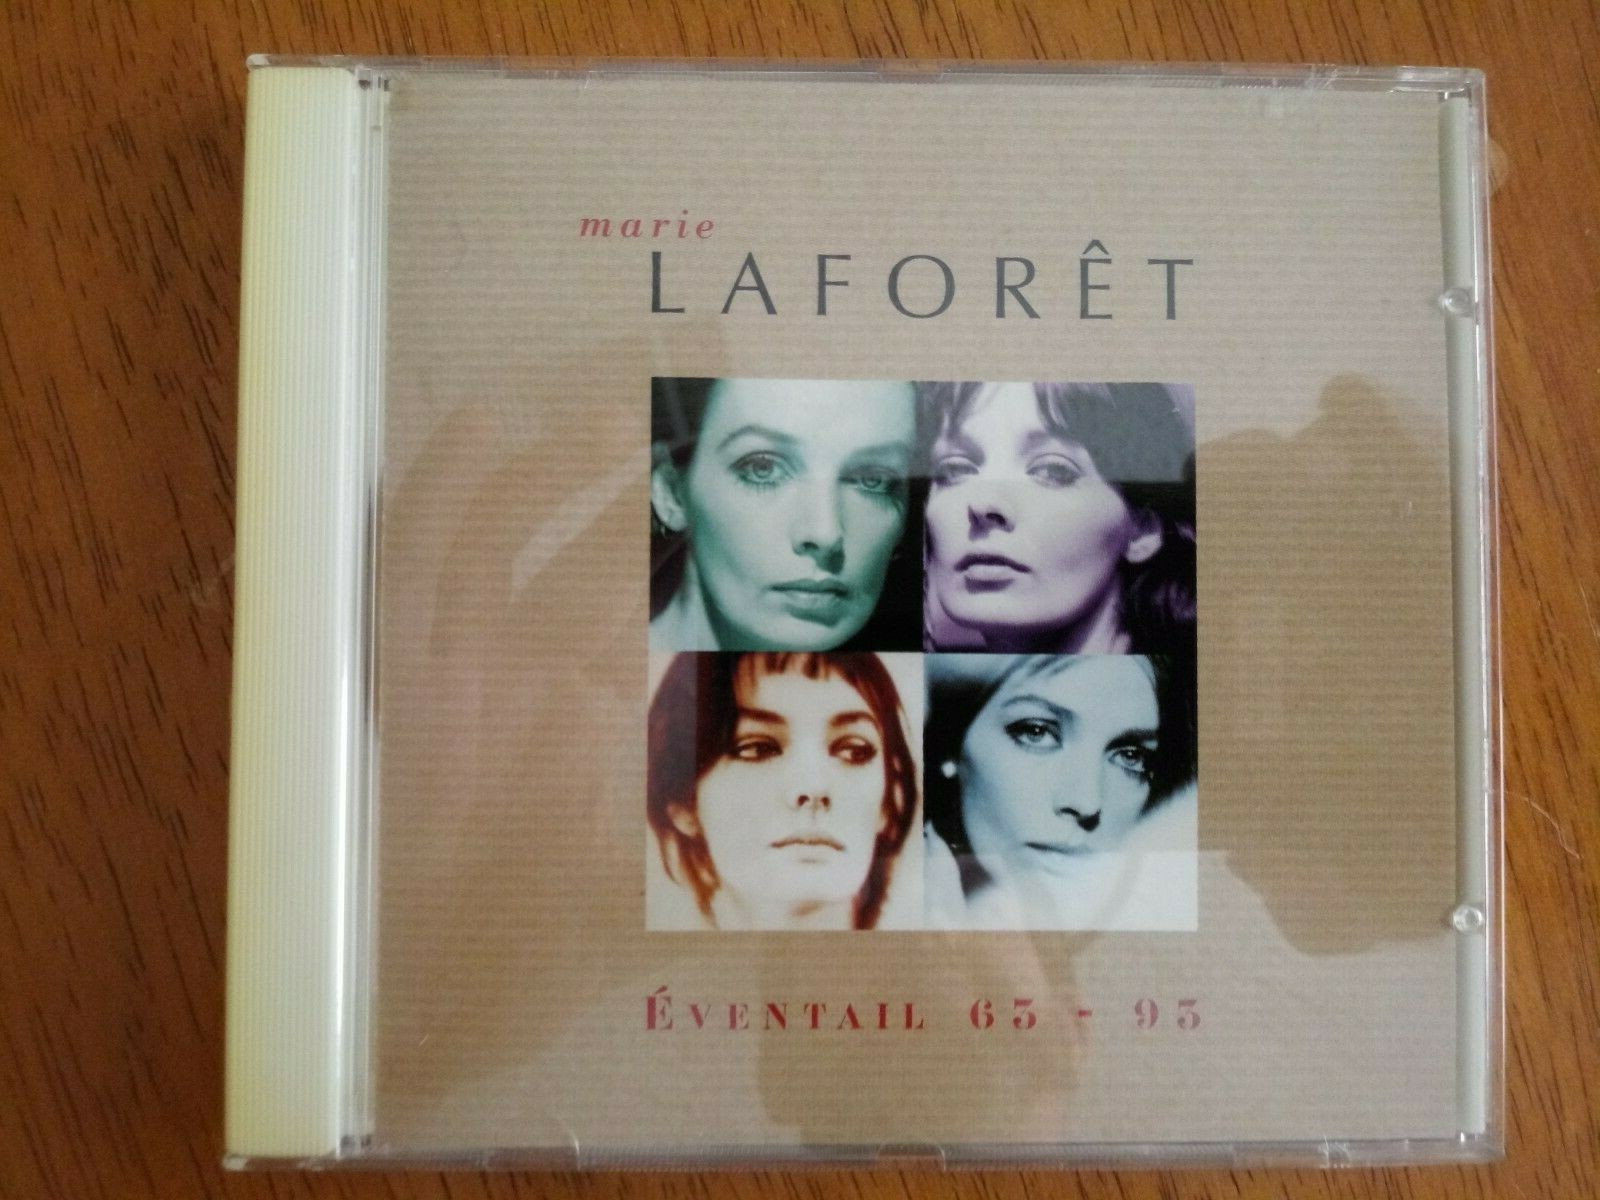 marie
LAFORÊT
ÉVENTAIL 63 - 93